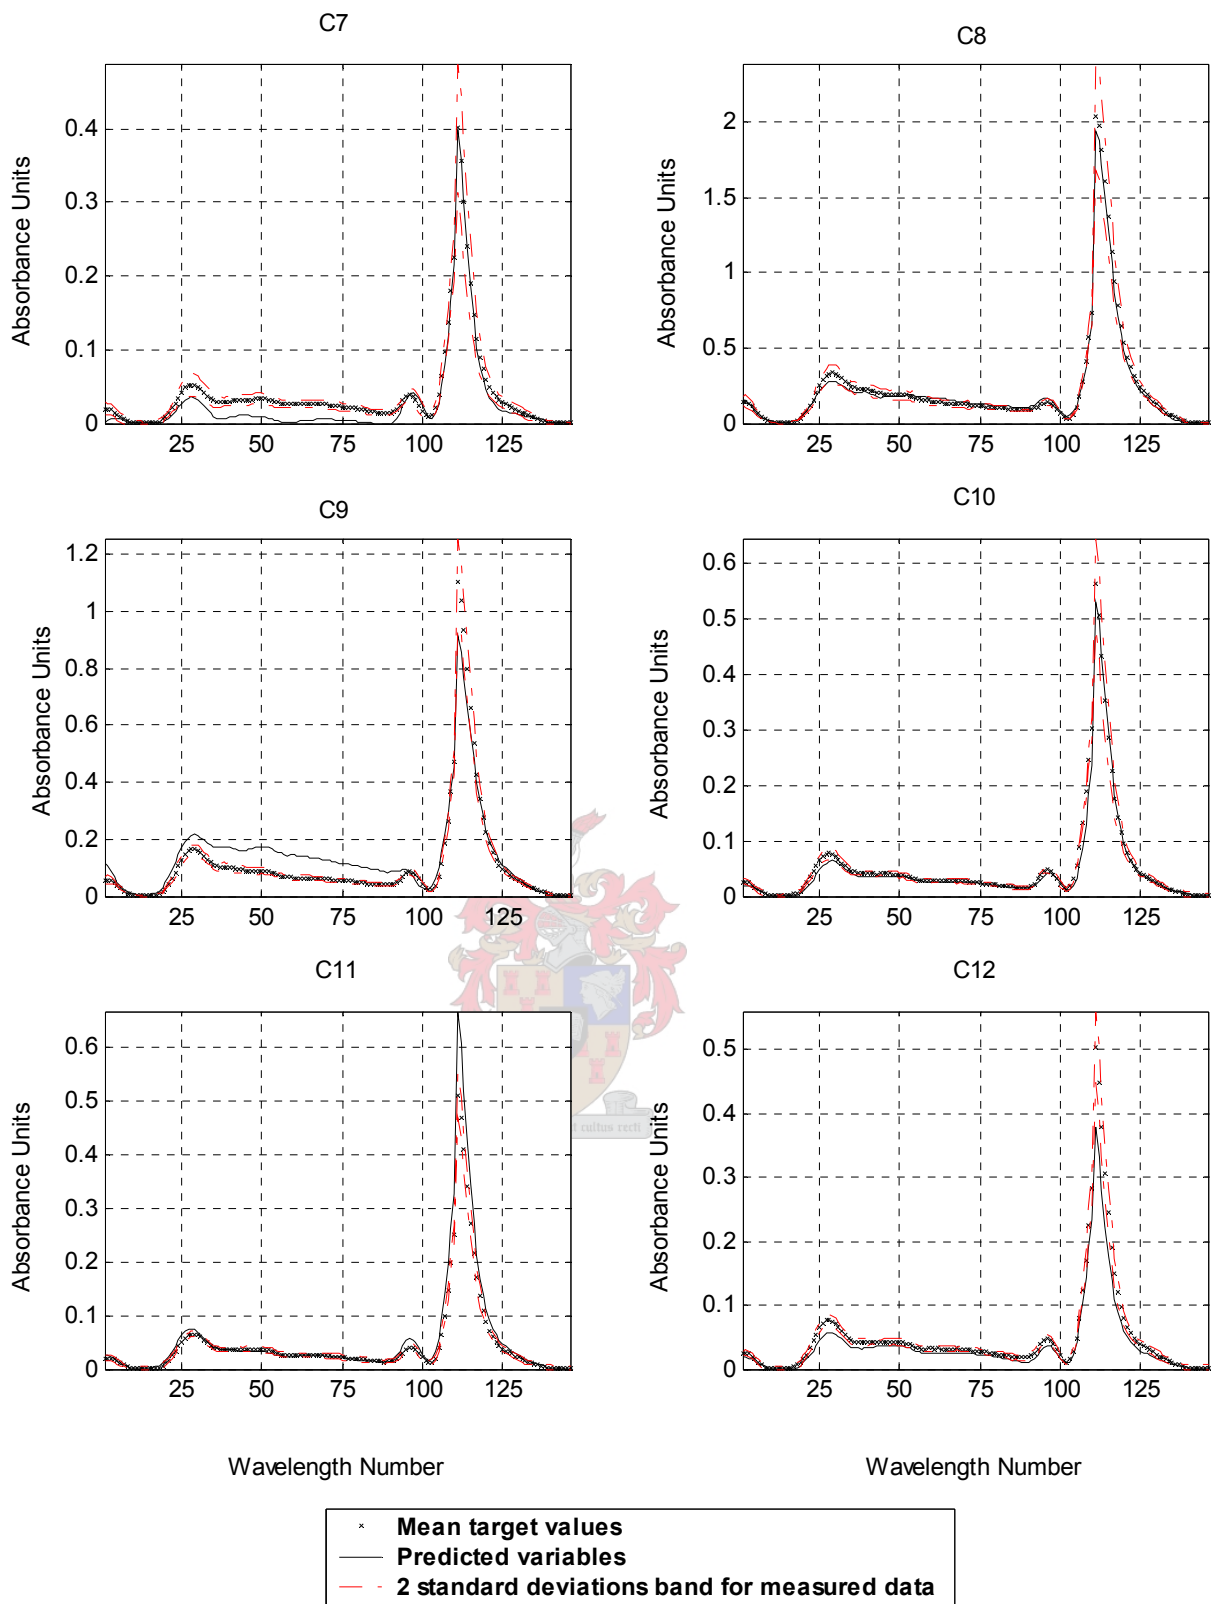 C7
C8
Absorbance Units
0.4
0.3
0.2
0.1
0
25 50 75 100 125
Absorbance Units
2
1.5
1
0.5
0
25 50 75 100 125
C9
C10
Absorbance Units
1.2
1
0.8
0.6
0.4
0.2
0
25 50 75 100 125
Absorbance Units
0.6
0.5
0.4
0.3
0.2
0.1
0
25 50 75 100 125
C11
C12
Absorbance Units
0.6
0.5
0.4
0.3
0.2
0.1
0
25 50 75 100 125
Absorbance Units
0.5
0.4
0.3
0.2
0.1
0
25 50 75 100 125
cultus recti
Wavelength Number
Wavelength Number
Mean target values
Predicted variables
2 standard deviations band for measured data